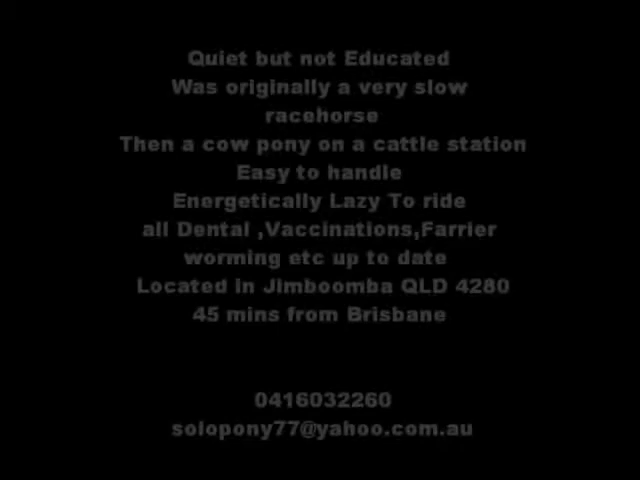 Quiet but not Educated
Was originally a very slow
racehorse
Then a cow pony on a cattle station
Easy to handle
Energetically Lazy To ride
all Dental ,Vaccinations,Farrier
worming etc up to date
Located in Jimboomba QLD 4280
45 mins from Brisbane
0416032260
solopony77@yahoo.com.au